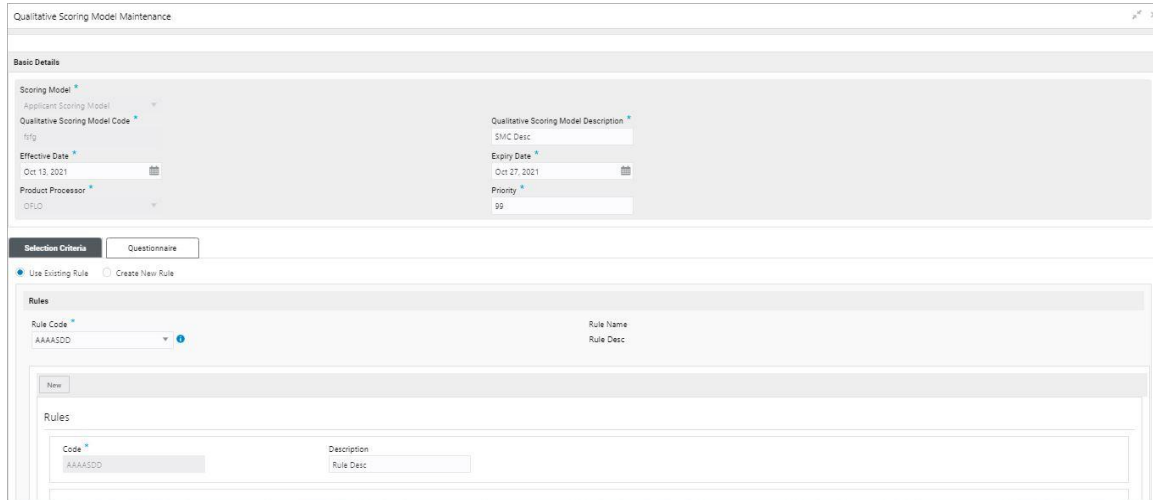 Qualitative Scoring Model Maintenance
Basic Details
Scoring Model *
Applicant Scoring Model
Qualitative Scoring Model Code * Qualitative Scoring Model Description *
fsfg SMC Desc
Effective Date * Expiry Date *
Oct 13, 2021 Oct 27, 2021
Product Processor * Priority *
OFLO 99
Selection Criteria Questionnaire
Use Existing Rule Create New Rule
Rules
Rule Code * Rule Name
AAAASDD Rule Desc
New
Rules
Code * Description
AAAASDD Rule Desc